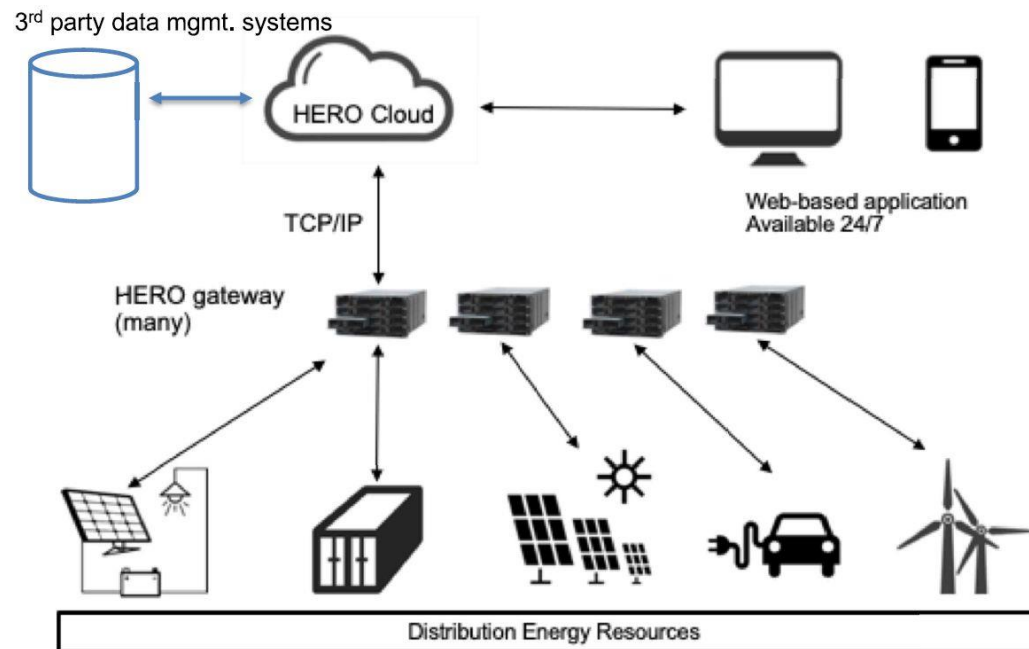 3rd party data mgmt. systems
HERO Cloud
TCP/IP
Web-based application
Available 24/7
HERO gateway
(many)
Distribution Energy Resources